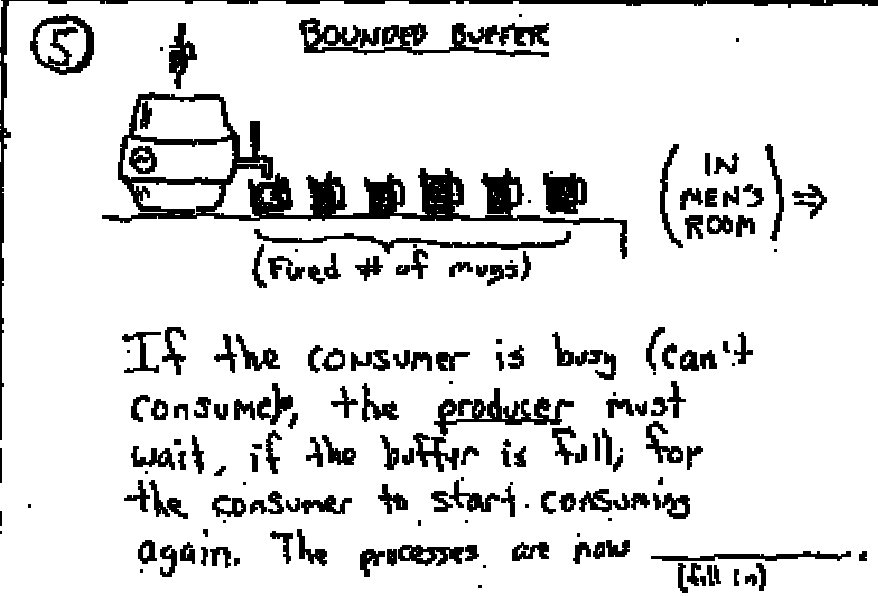 5
BOUNDED BUFFER
(IN MEN'S ROOM) ⇒
(Fixed # of mugs)
If the consumer is busy (can't
consume), the producer must
wait, if the buffer is full, for
the consumer to start consuming
again. The processes are now ________.
(fill in)